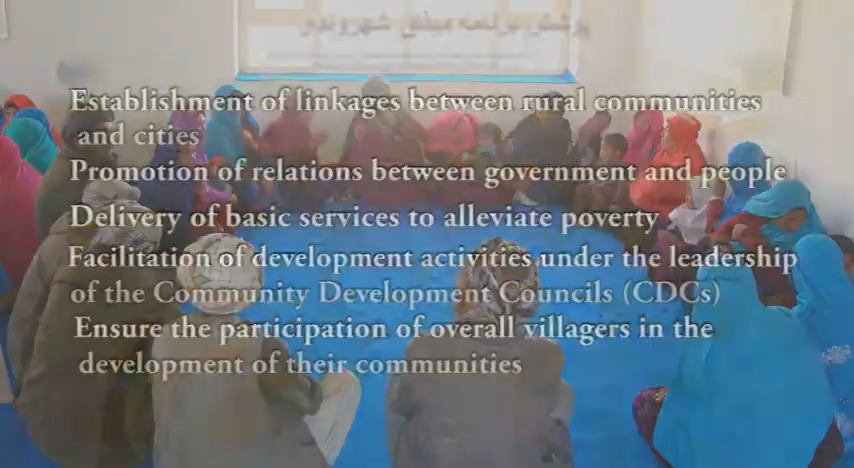 Establishment of linkages between rural communities
and cities
Promotion of relations between government and people
Delivery of basic services to alleviate poverty
Facilitation of development activities under the leadership
of the Community Development Councils (CDCs)
Ensure the participation of overall villagers in the
development of their communities